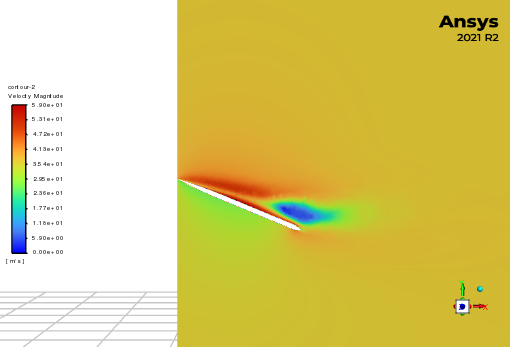 Ansys
2021 R2
contour-2
Velocity Magnitude
5.90e+01
5.31e+01
4.72e+01
4.13e+01
3.54e+01
2.95e+01
2.36e+01
1.77e+01
1.18e+01
5.90e+00
0.00e+00
[ m/s ]
Y
X